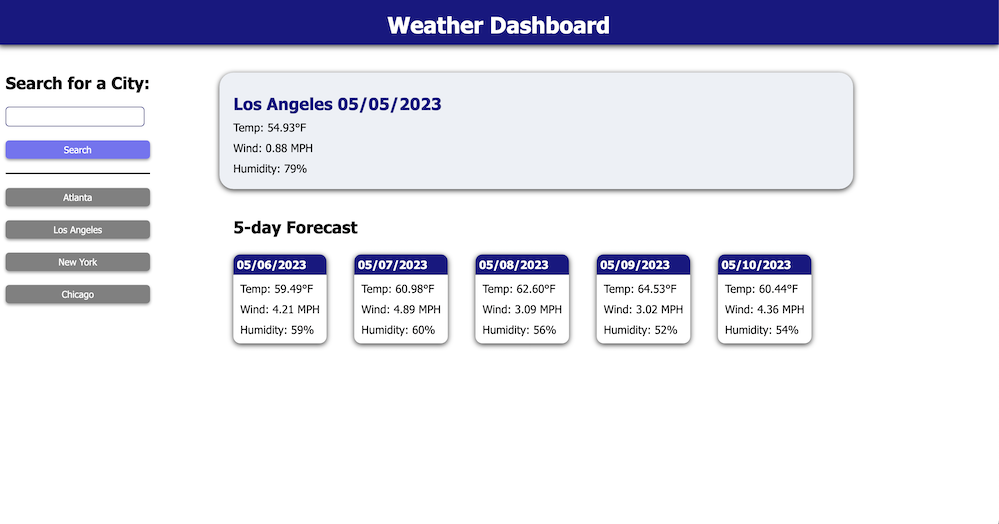 Weather Dashboard
Search for a City:
Search
Atlanta
Los Angeles
New York
Chicago
Los Angeles 05/05/2023
Temp: 54.93°F
Wind: 0.88 MPH
Humidity: 79%
5-day Forecast
05/06/2023
Temp: 59.49°F
Wind: 4.21 MPH
Humidity: 59%
05/07/2023
Temp: 60.98°F
Wind: 4.89 MPH
Humidity: 60%
05/08/2023
Temp: 62.60°F
Wind: 3.09 MPH
Humidity: 56%
05/09/2023
Temp: 64.53°F
Wind: 3.02 MPH
Humidity: 52%
05/10/2023
Temp: 60.44°F
Wind: 4.36 MPH
Humidity: 54%